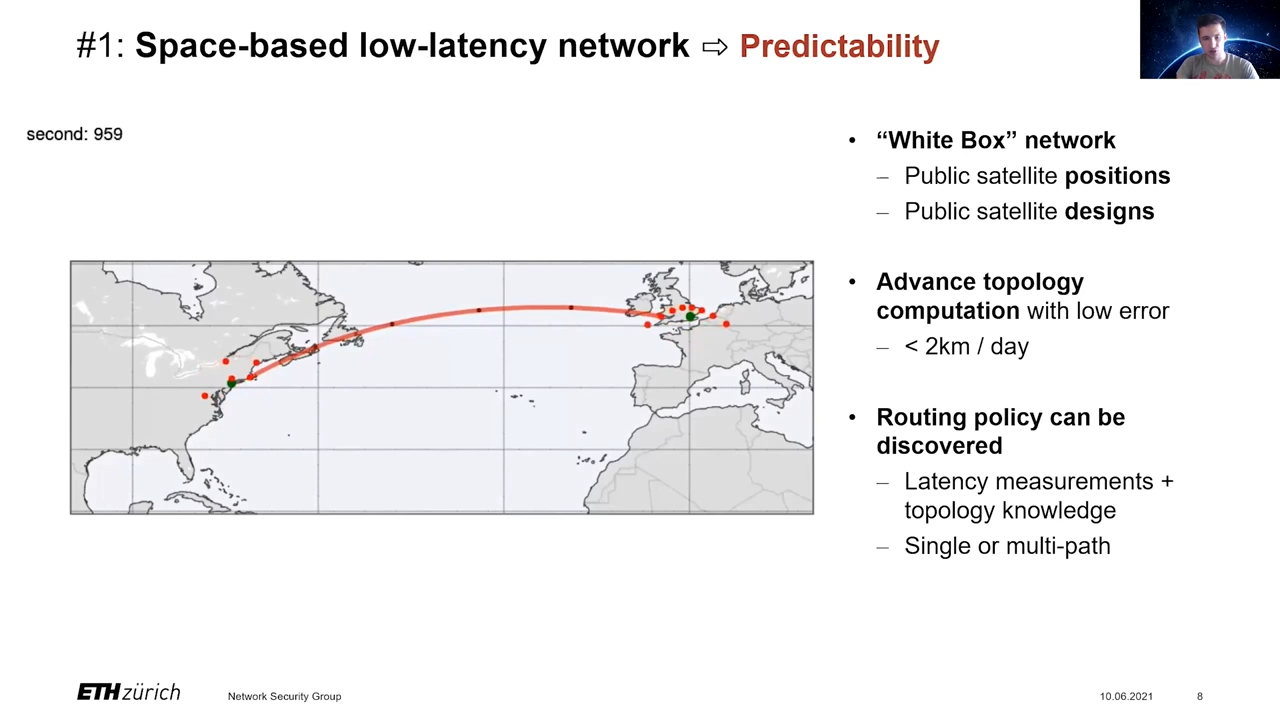 #1: Space-based low-latency network ⇨ Predictability
second: 959
• “White Box” network
– Public satellite positions
– Public satellite designs
• Advance topology
computation with low error
– < 2km / day
• Routing policy can be
discovered
– Latency measurements +
topology knowledge
– Single or multi-path
ETH zürich
Network Security Group
10.06.2021
8